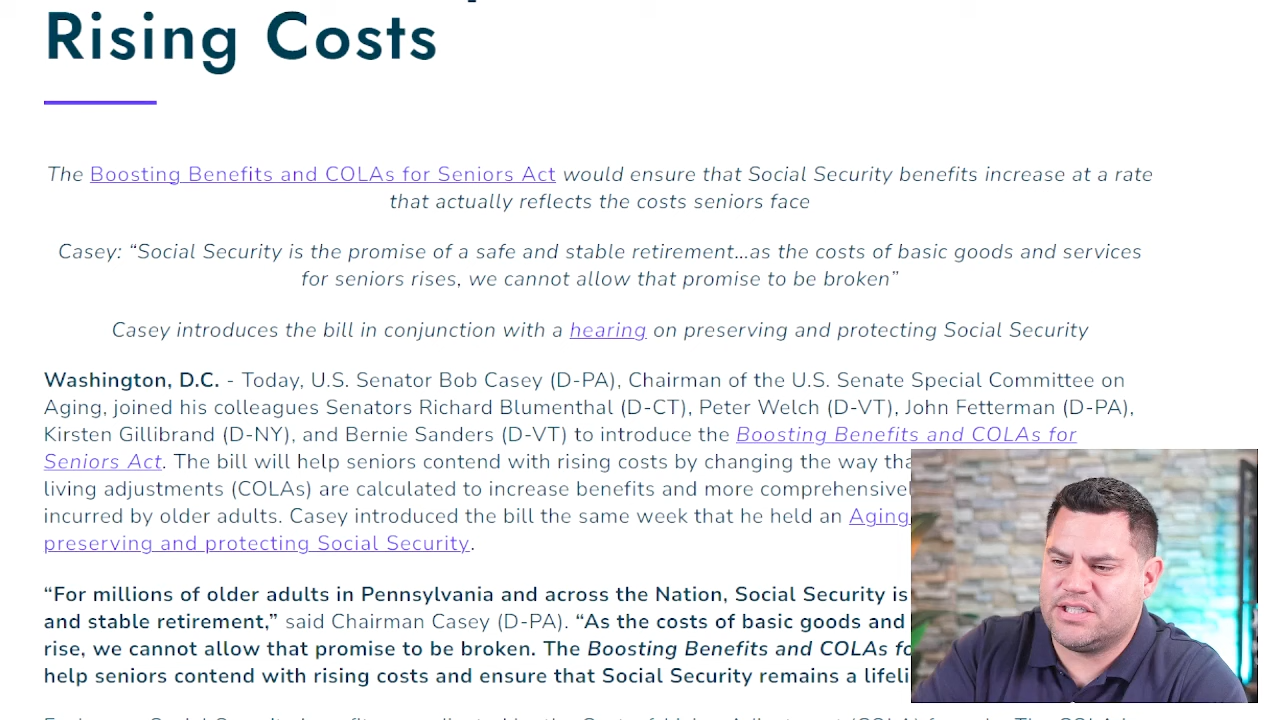 Rising Costs
The Boosting Benefits and COLAs for Seniors Act would ensure that Social Security benefits increase at a rate
that actually reflects the costs seniors face
Casey: “Social Security is the promise of a safe and stable retirement...as the costs of basic goods and services
for seniors rises, we cannot allow that promise to be broken”
Casey introduces the bill in conjunction with a hearing on preserving and protecting Social Security
Washington, D.C. - Today, U.S. Senator Bob Casey (D-PA), Chairman of the U.S. Senate Special Committee on
Aging, joined his colleagues Senators Richard Blumenthal (D-CT), Peter Welch (D-VT), John Fetterman (D-PA),
Kirsten Gillibrand (D-NY), and Bernie Sanders (D-VT) to introduce the Boosting Benefits and COLAs for
Seniors Act. The bill will help seniors contend with rising costs by changing the way
living adjustments (COLAs) are calculated to increase benefits and more
incurred by older adults. Casey introduced the bill the same week that he held an Aging
preserving and protecting Social Security.
“For millions of older adults in Pennsylvania and across the Nation, Social Security is
and stable retirement,” said Chairman Casey (D-PA). “As the costs of basic goods and
rise, we cannot allow that promise to be broken. The Boosting Benefits and COLAs
help seniors contend with rising costs and ensure that Social Security remains a